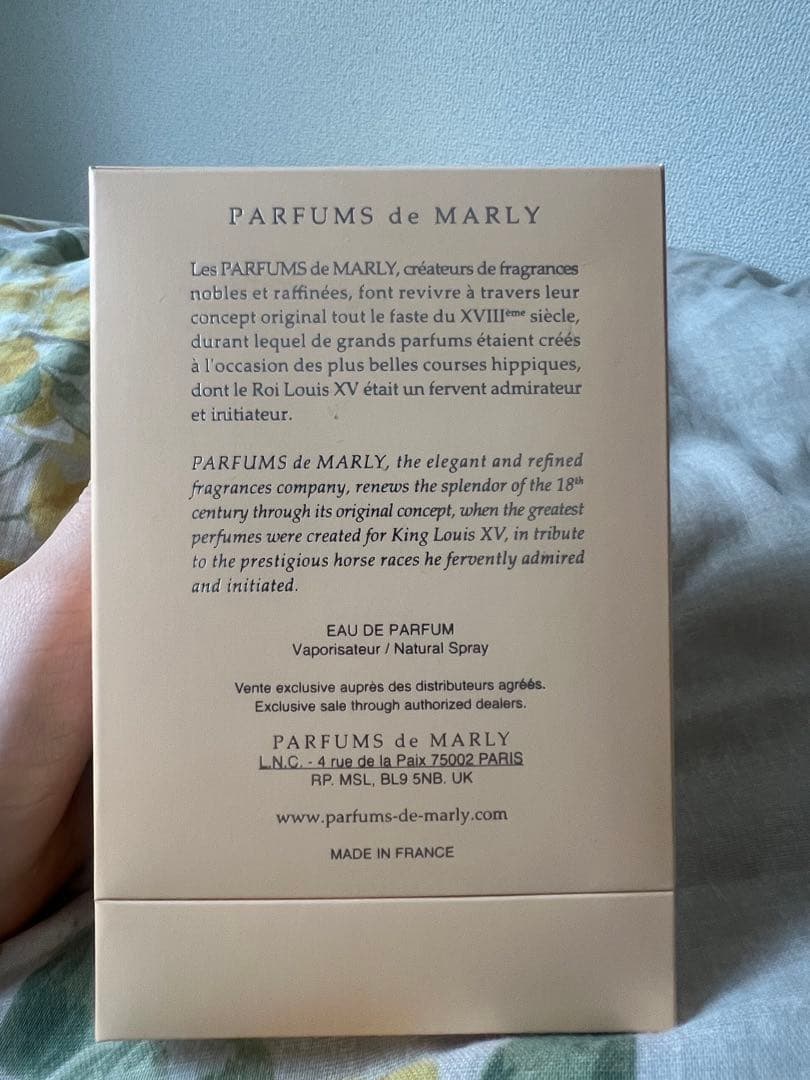 PARFUMS de MARLY
Les PARFUMS de MARLY, créateurs de fragrances
nobles et raffinées, font revivre à travers leur
concept original tout le faste du XVIIIème siècle,
durant lequel de grands parfums étaient créés
à l'occasion des plus belles courses hippiques,
dont le Roi Louis XV était un fervent admirateur
et initiateur.
PARFUMS de MARLY, the elegant and refined
fragrances company, renews the splendor of the 18th
century through its original concept, when the greatest
perfumes were created for King Louis XV, in tribute
to the prestigious horse races he fervently admired
and initiated.
EAU DE PARFUM
Vaporisateur / Natural Spray
Vente exclusive auprès des distributeurs agréés.
Exclusive sale through authorized dealers.
PARFUMS de MARLY
L.N.C. - 4 rue de la Paix 75002 PARIS
RP. MSL, BL9 5NB. UK
www.parfums-de-marly.com
MADE IN FRANCE